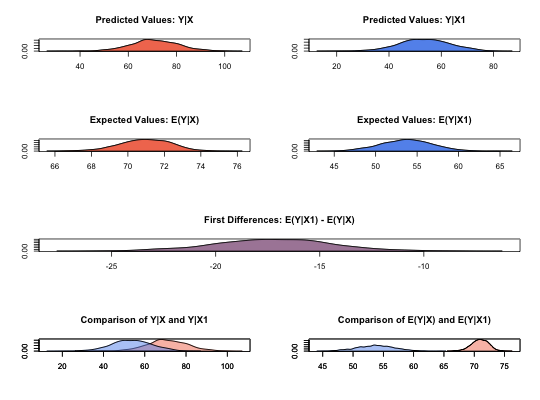 Predicted Values: Y|X
Predicted Values: Y|X1
0.00
40 60 80 100
0.00
20 40 60 80
Expected Values: E(Y|X)
Expected Values: E(Y|X1)
0.00
66 68 70 72 74 76
0.00
45 50 55 60 65
First Differences: E(Y|X1) - E(Y|X)
0.00
-25 -20 -15 -10
Comparison of Y|X and Y|X1
Comparison of E(Y|X) and E(Y|X1)
0.00
20 40 60 80 100
0.00
45 50 55 60 65 70 75